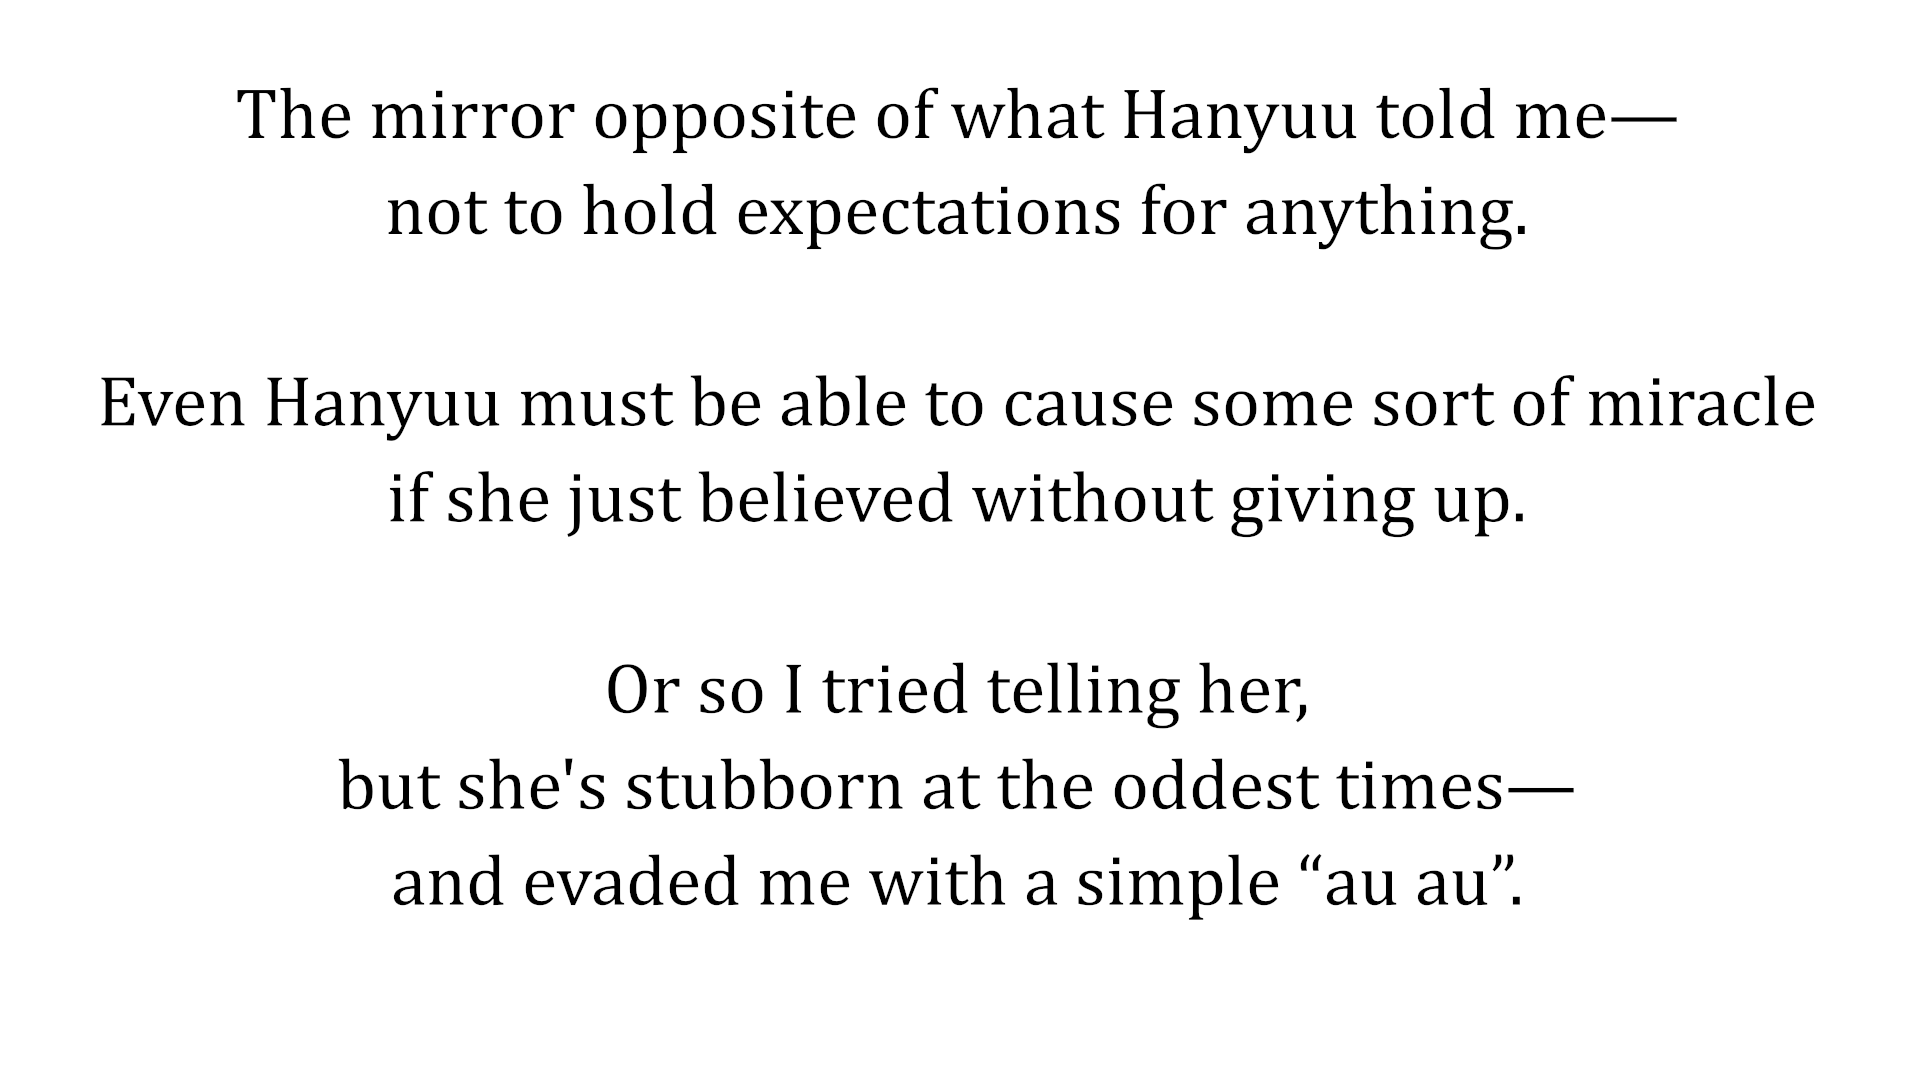 The mirror opposite of what Hanyuu told me—
not to hold expectations for anything.
Even Hanyuu must be able to cause some sort of miracle
if she just believed without giving up.
Or so I tried telling her,
but she's stubborn at the oddest times—
and evaded me with a simple “au au”.